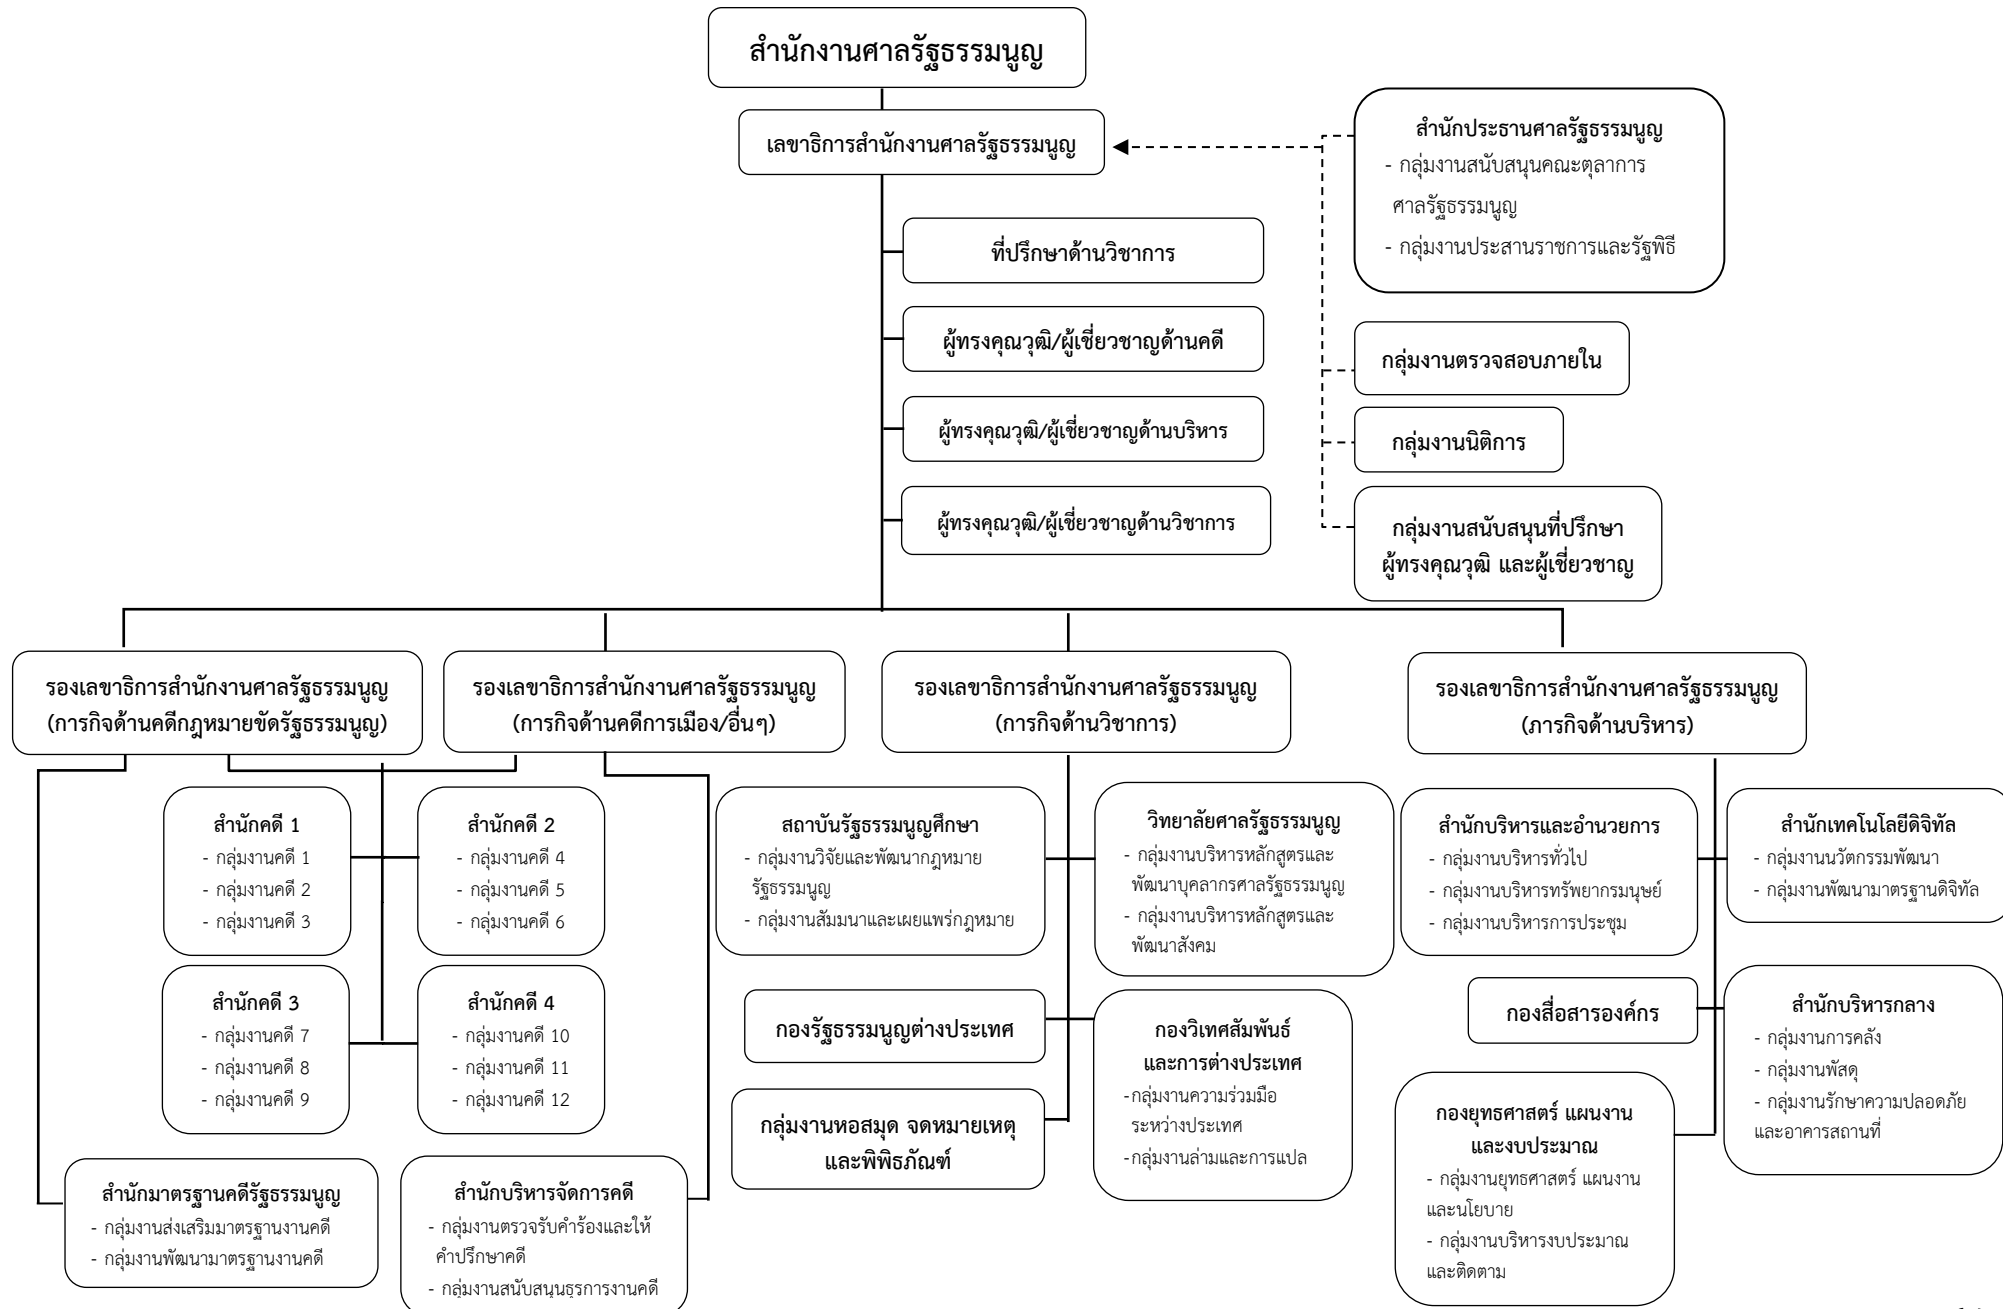 สำนักงานศาลรัฐธรรมนูญ
เลขาธิการสำนักงานศาลรัฐธรรมนูญ
สำนักประธานศาลรัฐธรรมนูญ
- กลุ่มงานสนับสนุนคณะตุลาการ
ศาลรัฐธรรมนูญ
- กลุ่มงานประสานราชการและรัฐพิธี
ที่ปรึกษาด้านวิชาการ
ผู้ทรงคุณวุฒิ/ผู้เชี่ยวชาญด้านคดี
ผู้ทรงคุณวุฒิ/ผู้เชี่ยวชาญด้านบริหาร
ผู้ทรงคุณวุฒิ/ผู้เชี่ยวชาญด้านวิชาการ
กลุ่มงานตรวจสอบภายใน
กลุ่มงานนิติการ
กลุ่มงานสนับสนุนที่ปรึกษา
ผู้ทรงคุณวุฒิ และผู้เชี่ยวชาญ
รองเลขาธิการสำนักงานศาลรัฐธรรมนูญ
(ภารกิจด้านคดีกฎหมายขัดรัฐธรรมนูญ)
รองเลขาธิการสำนักงานศาลรัฐธรรมนูญ
(ภารกิจด้านคดีการเมือง/อื่นๆ)
รองเลขาธิการสำนักงานศาลรัฐธรรมนูญ
(ภารกิจด้านวิชาการ)
รองเลขาธิการสำนักงานศาลรัฐธรรมนูญ
(ภารกิจด้านบริหาร)
สำนักคดี 1
- กลุ่มงานคดี 1
- กลุ่มงานคดี 2
- กลุ่มงานคดี 3
สำนักคดี 2
- กลุ่มงานคดี 4
- กลุ่มงานคดี 5
- กลุ่มงานคดี 6
สำนักคดี 3
- กลุ่มงานคดี 7
- กลุ่มงานคดี 8
- กลุ่มงานคดี 9
สำนักคดี 4
- กลุ่มงานคดี 10
- กลุ่มงานคดี 11
- กลุ่มงานคดี 12
สำนักมาตรฐานคดีรัฐธรรมนูญ
- กลุ่มงานส่งเสริมมาตรฐานงานคดี
- กลุ่มงานพัฒนามาตรฐานงานคดี
สำนักบริหารจัดการคดี
- กลุ่มงานตรวจรับคำร้องและให้
คำปรึกษาคดี
- กลุ่มงานสนับสนุนธุรการงานคดี
สถาบันรัฐธรรมนูญศึกษา
- กลุ่มงานวิจัยและพัฒนากฎหมาย
รัฐธรรมนูญ
- กลุ่มงานสัมมนาและเผยแพร่กฎหมาย
วิทยาลัยศาลรัฐธรรมนูญ
- กลุ่มงานบริหารหลักสูตรและ
พัฒนาบุคลากรศาลรัฐธรรมนูญ
- กลุ่มงานบริหารหลักสูตรและ
พัฒนาสังคม
กองรัฐธรรมนูญต่างประเทศ
กองวิเทศสัมพันธ์
และการต่างประเทศ
-กลุ่มงานความร่วมมือ
ระหว่างประเทศ
-กลุ่มงานล่ามและการแปล
กลุ่มงานหอสมุด จดหมายเหตุ
และพิพิธภัณฑ์
สำนักบริหารและอำนวยการ
- กลุ่มงานบริหารทั่วไป
- กลุ่มงานบริหารทรัพยากรมนุษย์
- กลุ่มงานบริหารการประชุม
สำนักเทคโนโลยีดิจิทัล
- กลุ่มงานนวัตกรรมพัฒนา
- กลุ่มงานพัฒนามาตรฐานดิจิทัล
กองสื่อสารองค์กร
สำนักบริหารกลาง
- กลุ่มงานการคลัง
- กลุ่มงานพัสดุ
- กลุ่มงานรักษาความปลอดภัย
และอาคารสถานที่
กองยุทธศาสตร์ แผนงาน
และงบประมาณ
- กลุ่มงานยุทธศาสตร์ แผนงาน
และนโยบาย
- กลุ่มงานบริหารงบประมาณ
และติดตาม